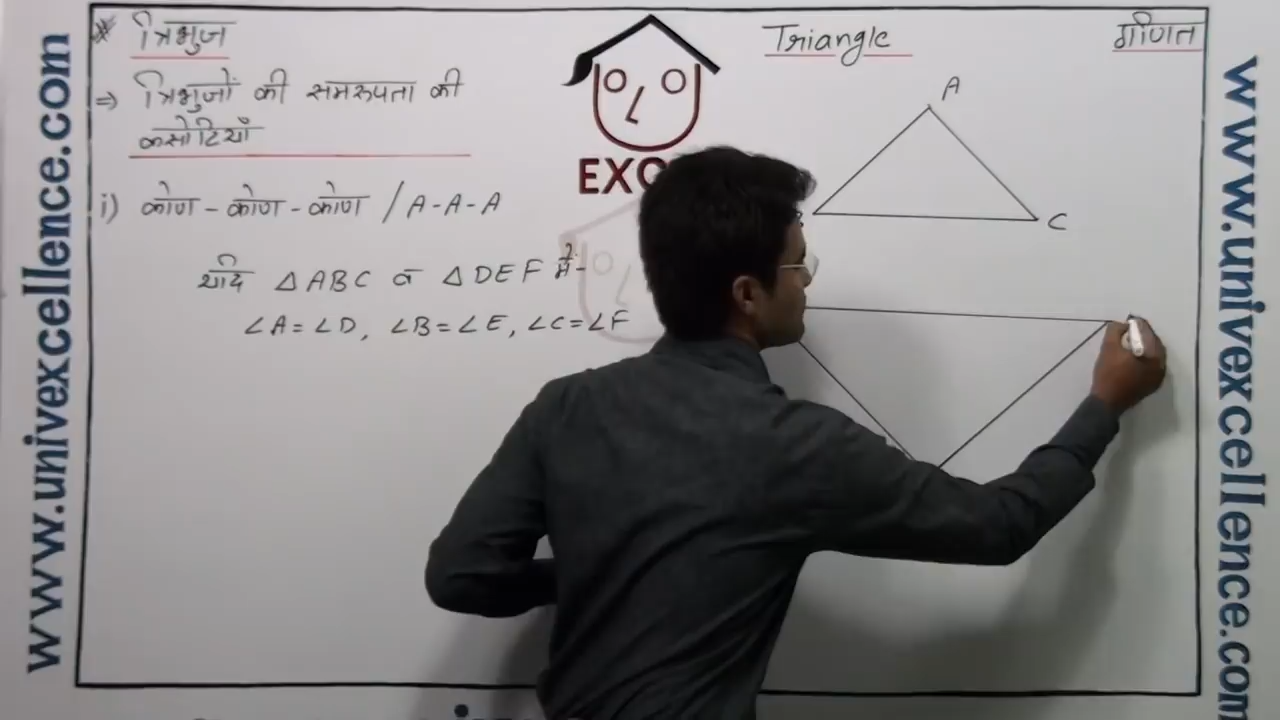 * त्रिभुज
Triangle
गणित
⇒ त्रिभुजों की समरुपता की
कसोटियाँ
i) कोण - कोण - कोण / A - A - A
यदि △ABC व △DEF में-
∠A = ∠D, ∠B = ∠E, ∠C = ∠F
A
C
www.univexcellence.com
www.univexcellence.com